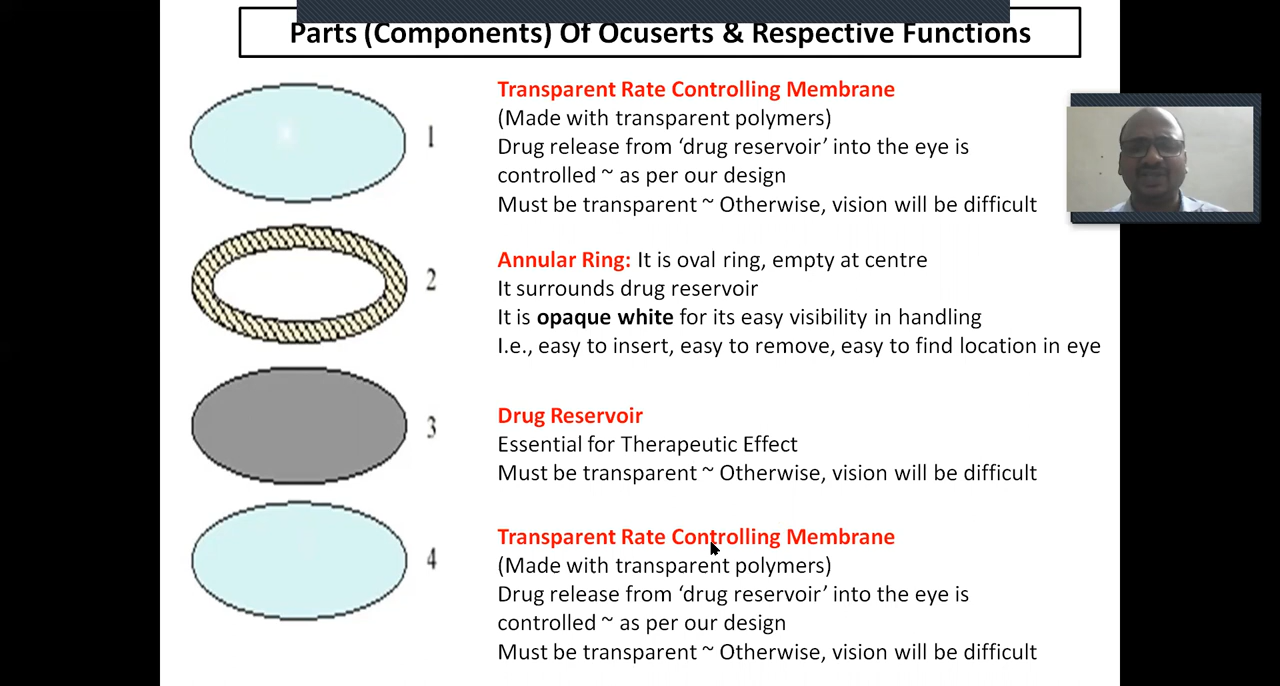 Parts (Components) Of Ocuserts & Respective Functions
1
Transparent Rate Controlling Membrane
(Made with transparent polymers)
Drug release from ‘drug reservoir’ into the eye is
controlled ~ as per our design
Must be transparent ~ Otherwise, vision will be difficult
2
Annular Ring: It is oval ring, empty at centre
It surrounds drug reservoir
It is opaque white for its easy visibility in handling
I.e., easy to insert, easy to remove, easy to find location in eye
3
Drug Reservoir
Essential for Therapeutic Effect
Must be transparent ~ Otherwise, vision will be difficult
4
Transparent Rate Controlling Membrane
(Made with transparent polymers)
Drug release from ‘drug reservoir’ into the eye is
controlled ~ as per our design
Must be transparent ~ Otherwise, vision will be difficult